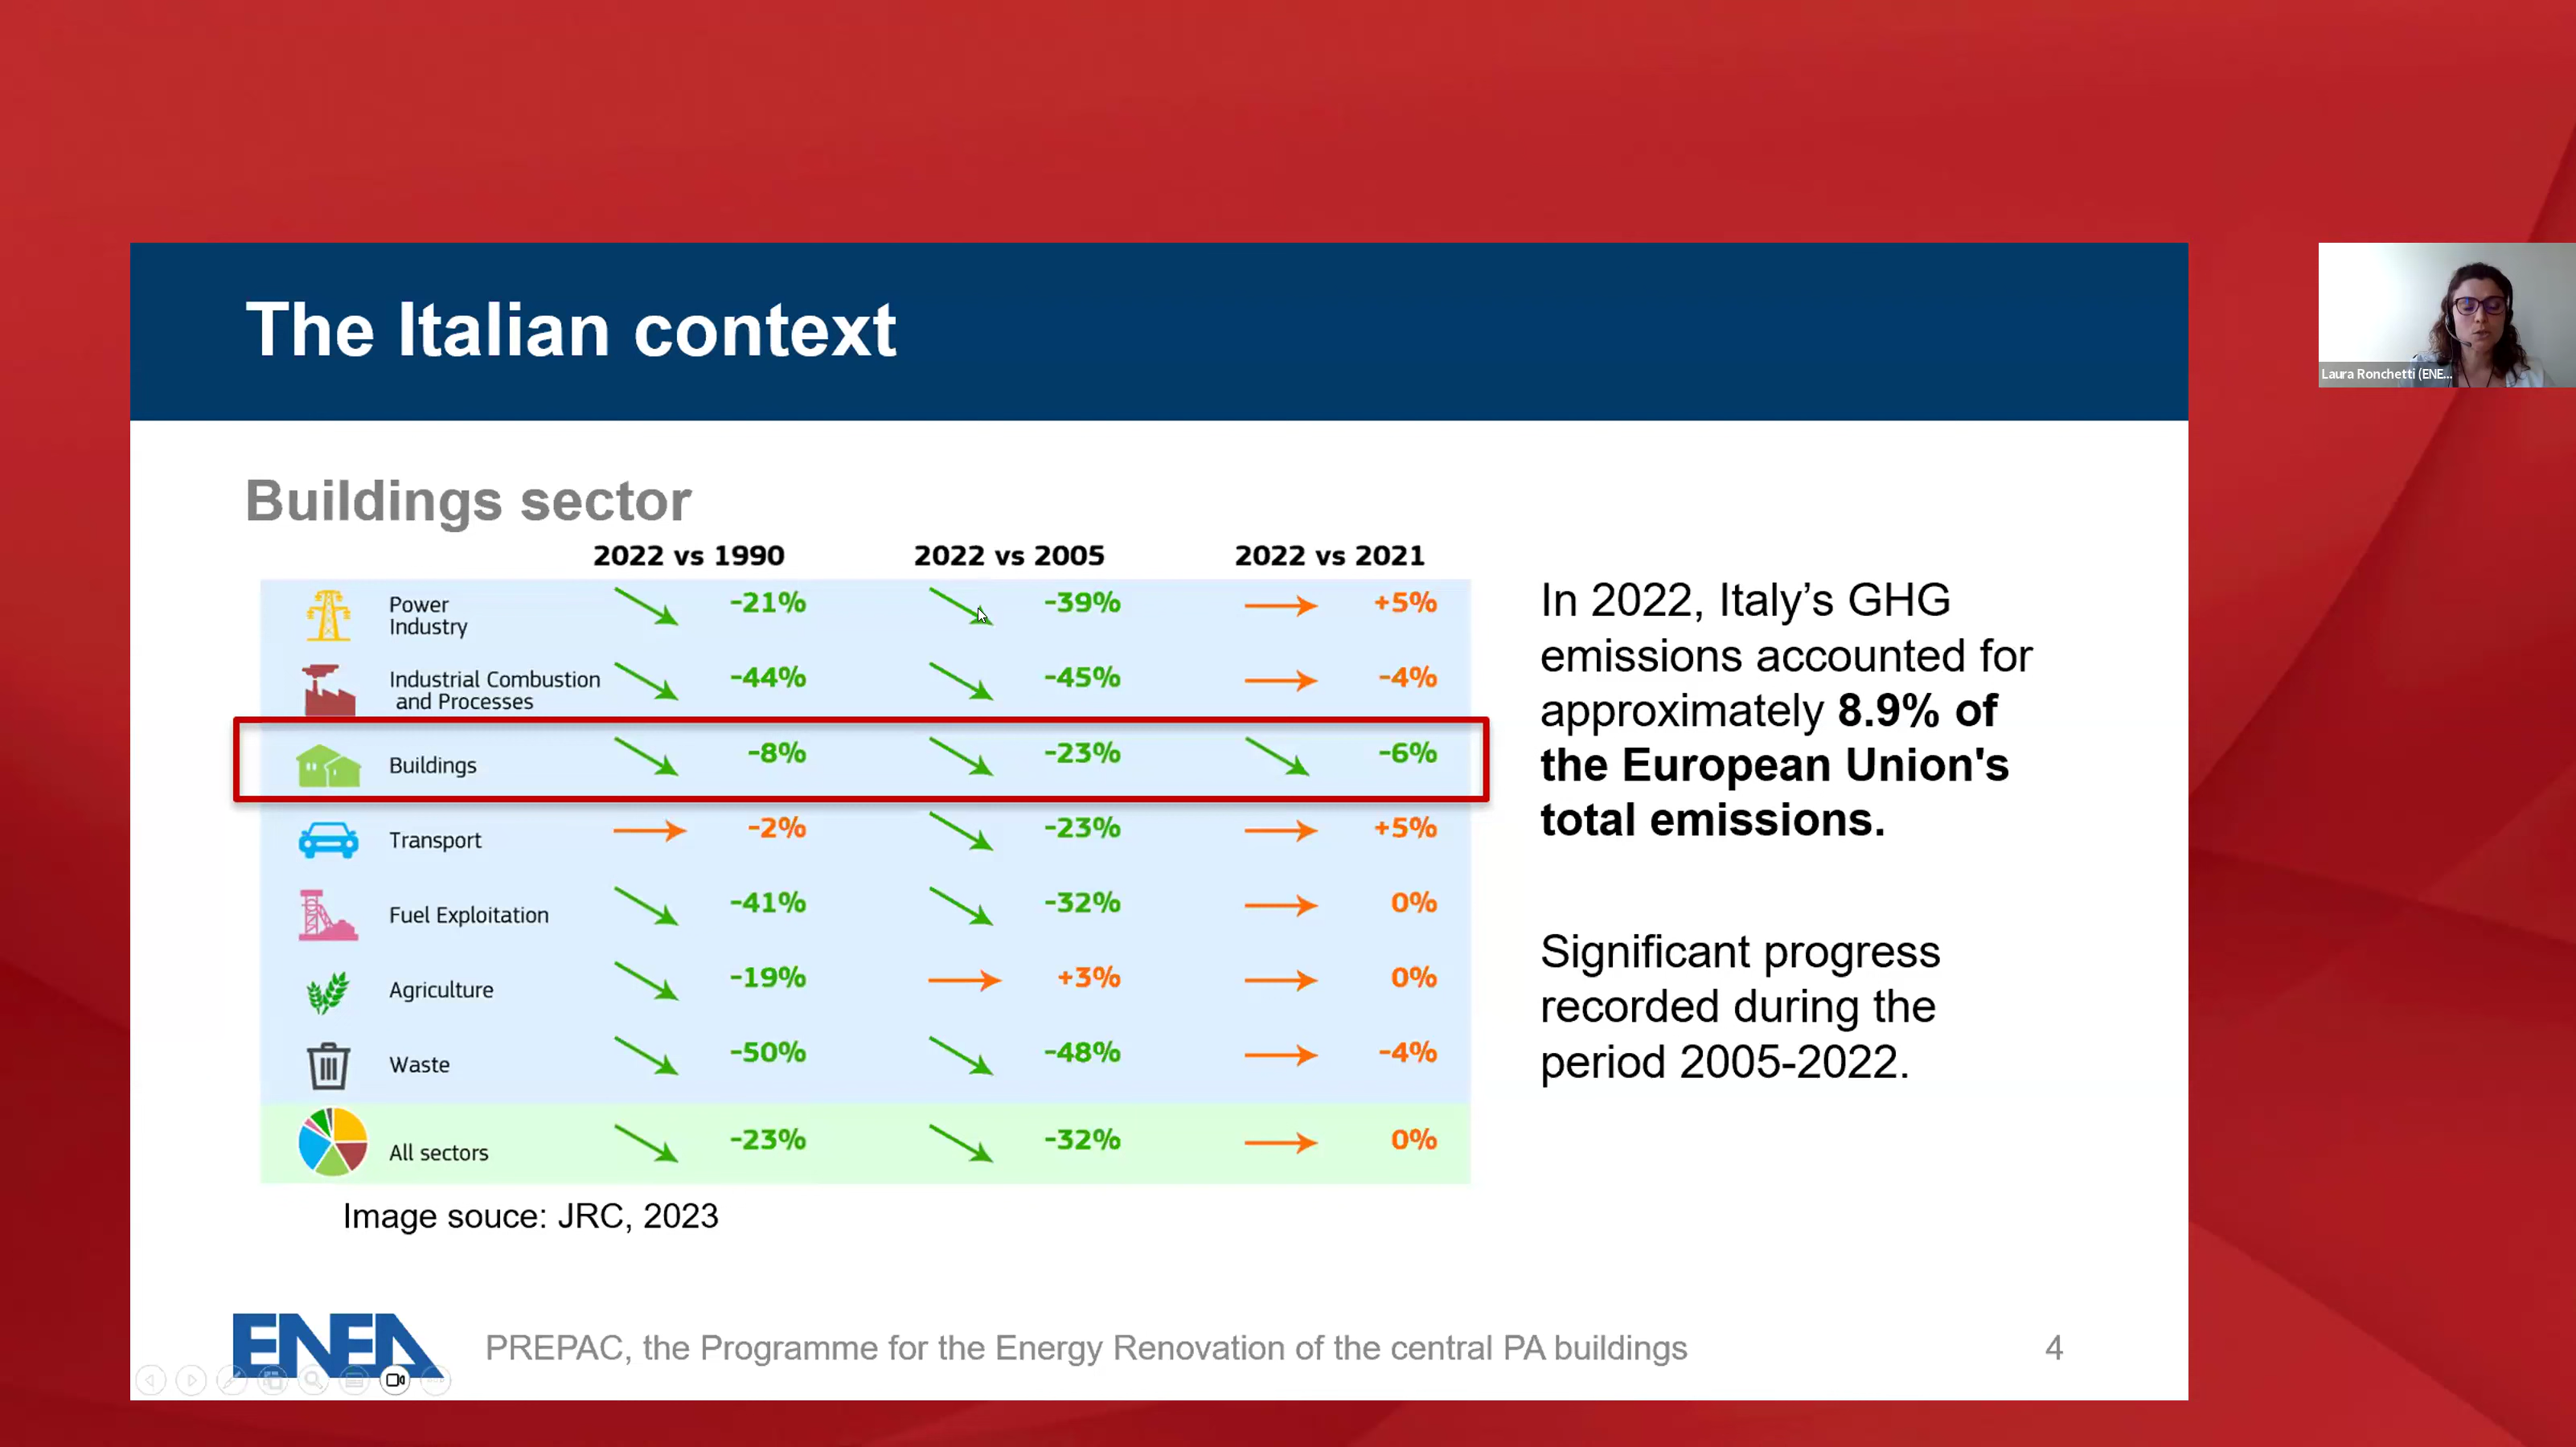 The Italian context
Laura Ronchetti (ENE...
Buildings sector
2022 vs 1990 2022 vs 2005 2022 vs 2021
Power
Industry
-21% -39% +5%
Industrial Combustion
and Processes
-44% -45% -4%
Buildings -8% -23% -6%
Transport -2% -23% +5%
Fuel Exploitation -41% -32% 0%
Agriculture -19% +3% 0%
Waste -50% -48% -4%
All sectors -23% -32% 0%
Image souce: JRC, 2023
In 2022, Italy’s GHG
emissions accounted for
approximately 8.9% of
the European Union's
total emissions.
Significant progress
recorded during the
period 2005-2022.
ENEA
PREPAC, the Programme for the Energy Renovation of the central PA buildings
4